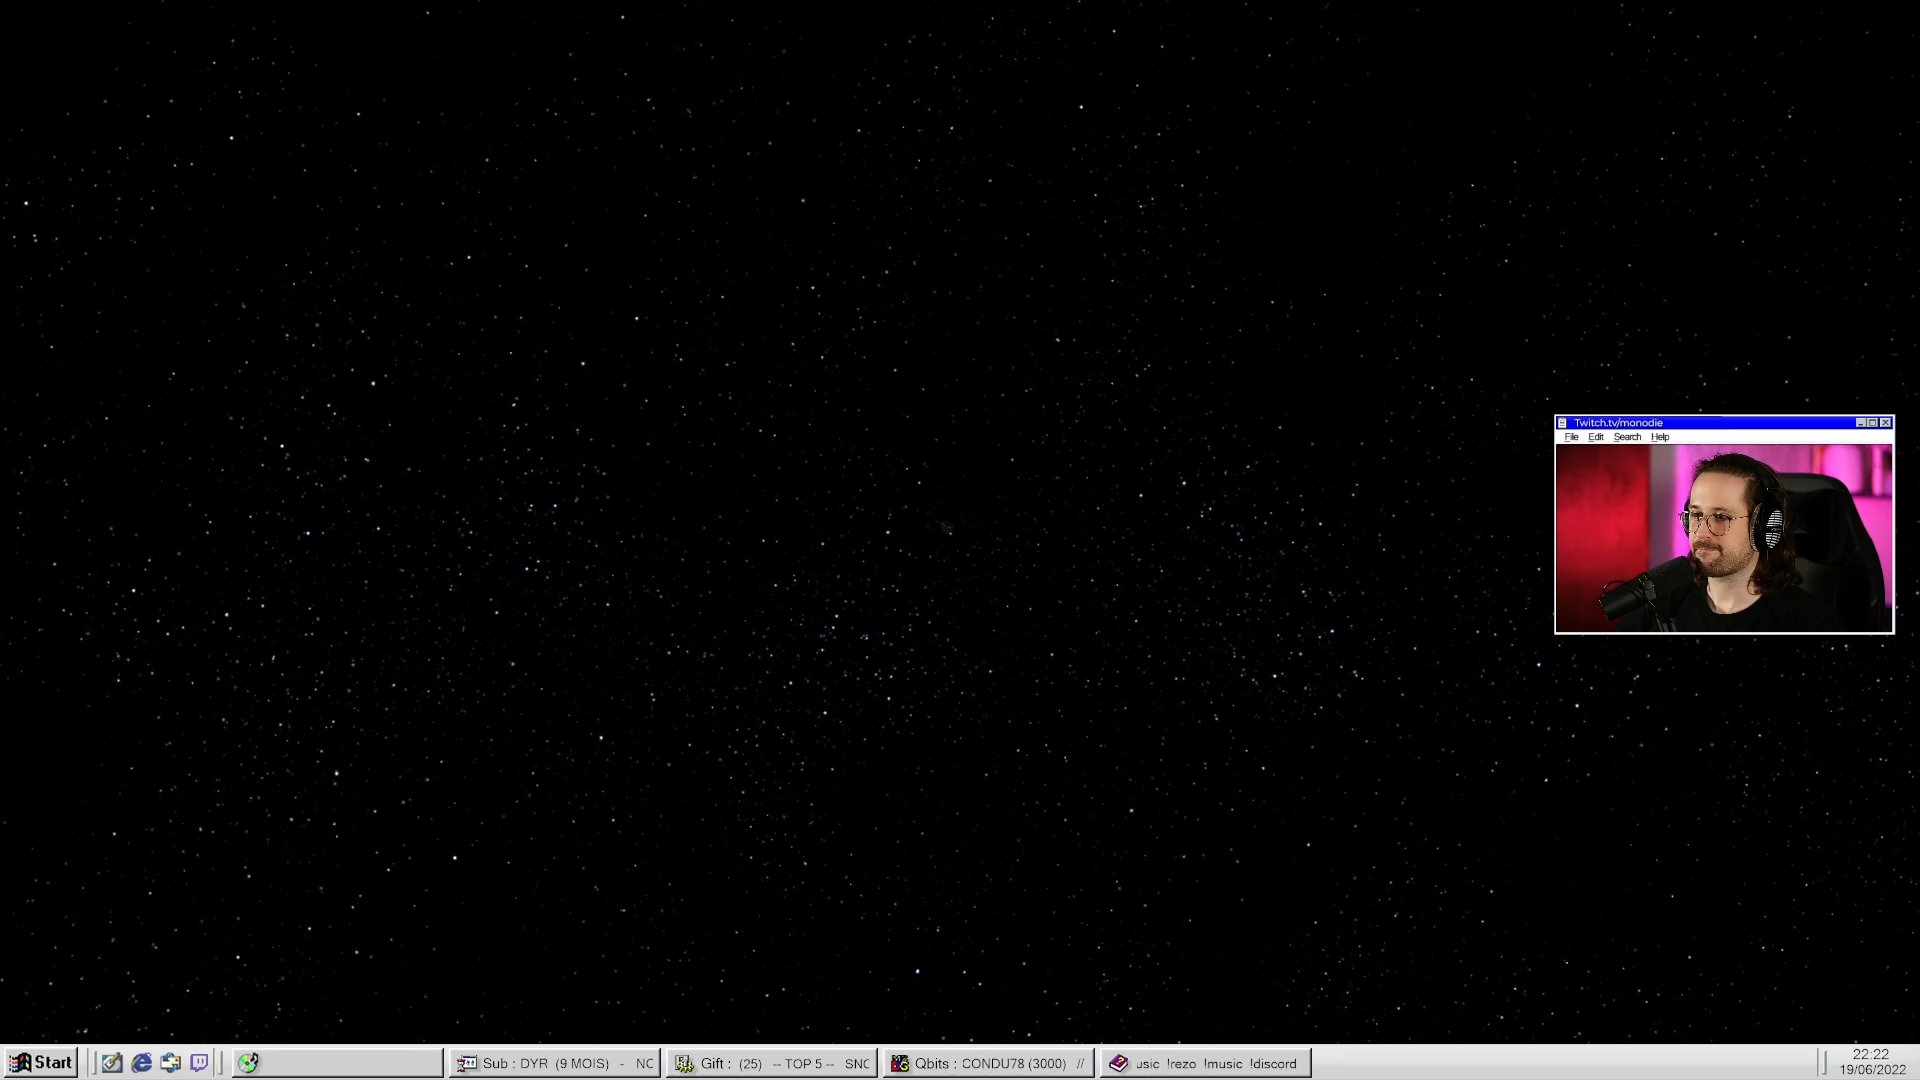 Twitch.tv/monodie
File Edit Search Help
Start
Sub : DYR (9 MOIS) - NC
Gift : (25) -- TOP 5 -- SNC
Qbits : CONDU78 (3000) //
usic !rezo !music !discord
22:22
19/06/2022